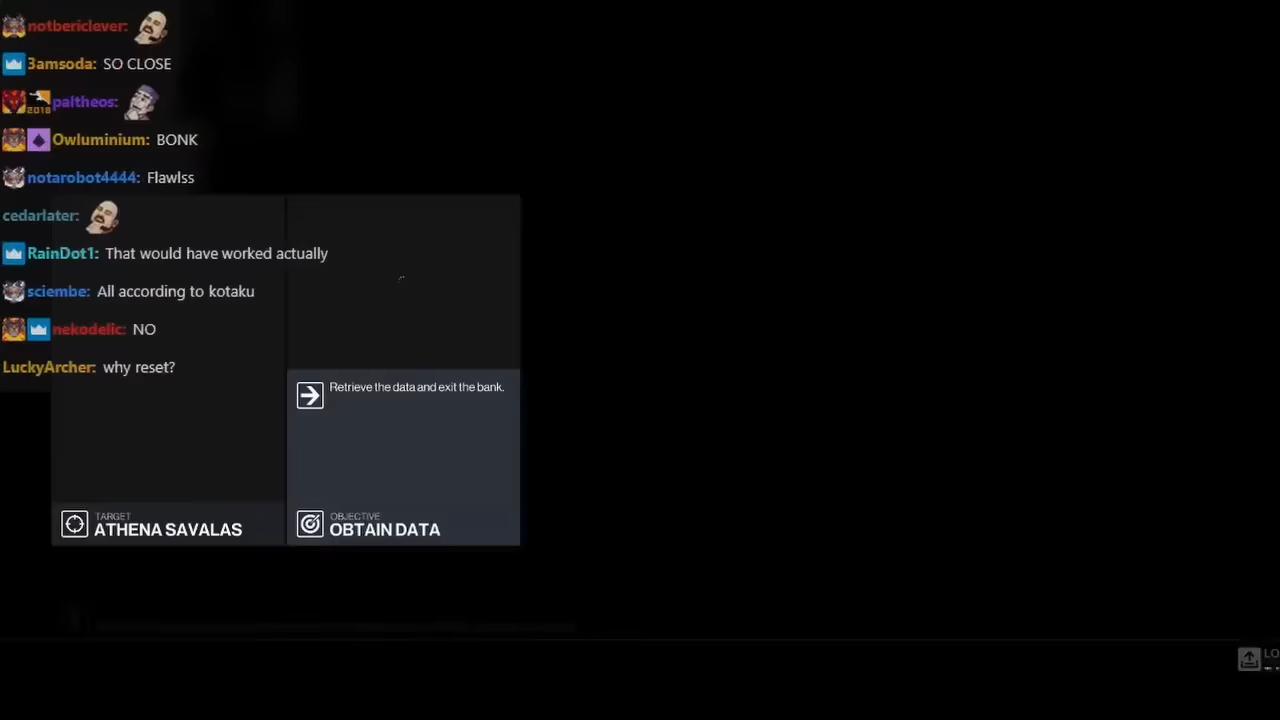 notbericlever:
3amsoda: SO CLOSE
2018 paltheos:
Owluminium: BONK
notarobot4444: Flawlss
cedarlater:
RainDot1: That would have worked actually
sciembe: All according to kotaku
nekodelic: NO
LuckyArcher: why reset?
Retrieve the data and exit the bank.
TARGET
ATHENA SAVALAS
OBJECTIVE
OBTAIN DATA
LO